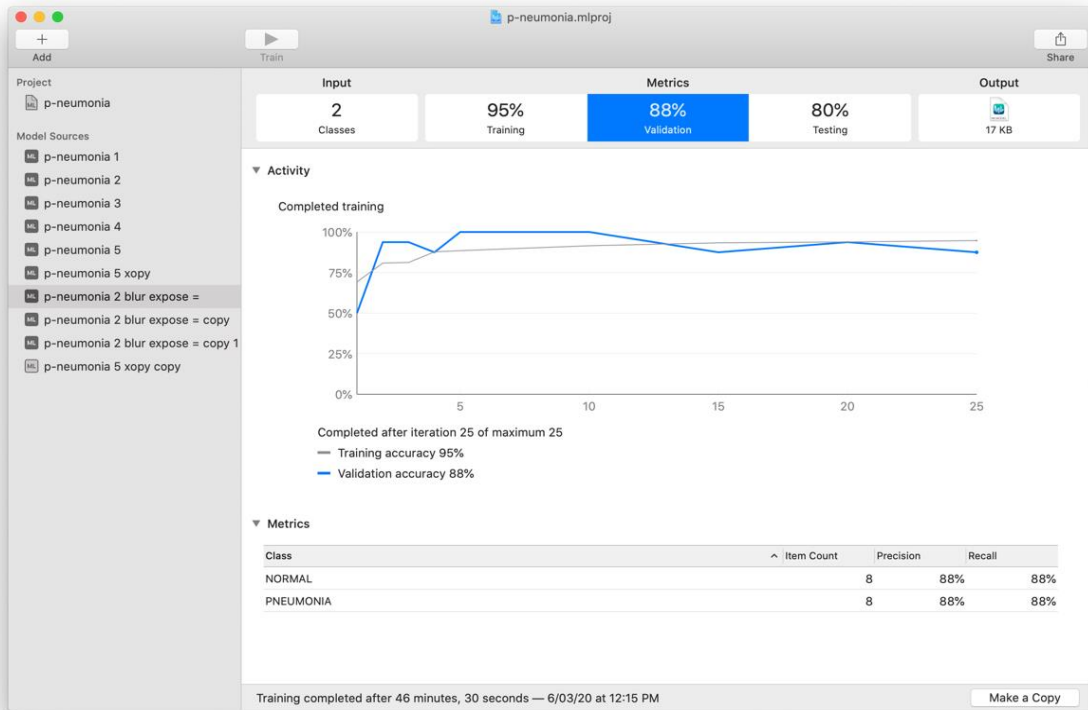 p-neumonia.mlproj
Add
Train
Share
Project
p-neumonia
Model Sources
p-neumonia 1
p-neumonia 2
p-neumonia 3
p-neumonia 4
p-neumonia 5
p-neumonia 5 xopy
p-neumonia 2 blur expose =
p-neumonia 2 blur expose = copy
p-neumonia 2 blur expose = copy 1
p-neumonia 5 xopy copy
Input Metrics Output
2 95% 88% 80%
Classes Training Validation Testing 17 KB
Activity
Completed training
100%
75%
50%
25%
0%
5 10 15 20 25
Completed after iteration 25 of maximum 25
Training accuracy 95%
Validation accuracy 88%
Metrics
Class Item Count Precision Recall
NORMAL 8 88% 88%
PNEUMONIA 8 88% 88%
Training completed after 46 minutes, 30 seconds — 6/03/20 at 12:15 PM
Make a Copy